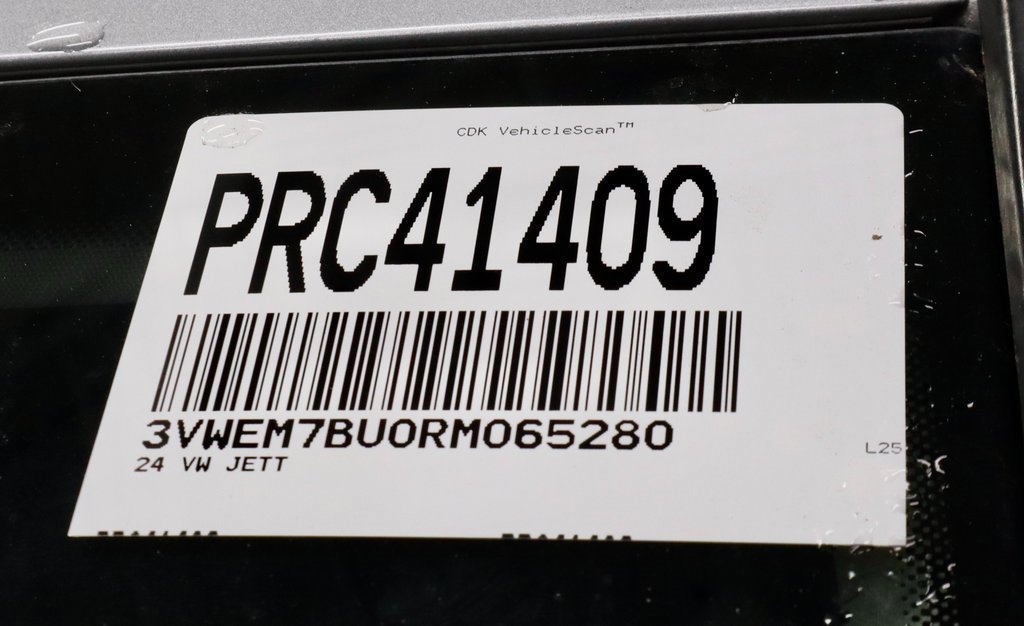 CDK VehicleScan™
PRC41409
3VWEM7BU0RM065280
24 VW JETT
L25